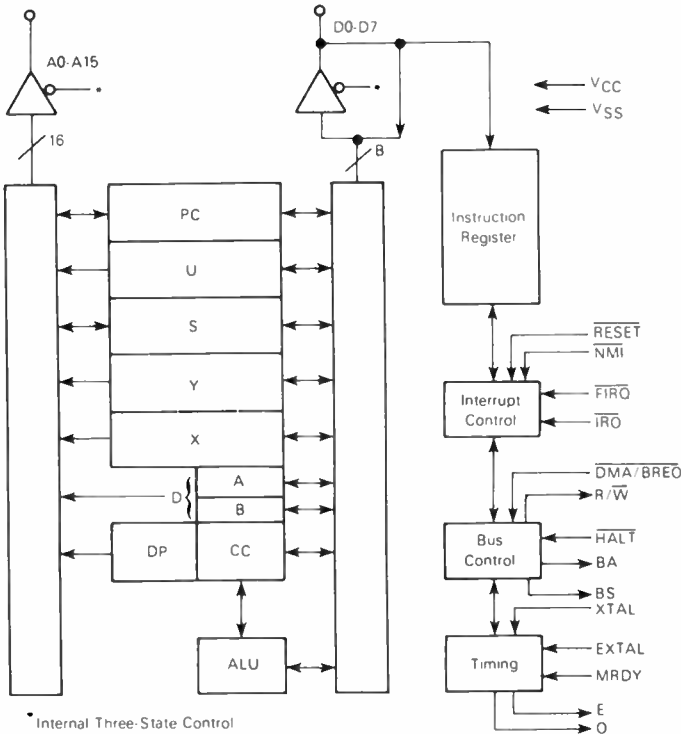 D0-D7
A0-A15
VCC
VSS
16
8
PC
Instruction
Register
U
S
RESET
NMI
Y
Interrupt
Control
FIRQ
IRQ
X
A
D {
B
DMA/BREQ
R/W
DP
CC
Bus
Control
HALT
BA
BS
XTAL
ALU
Timing
EXTAL
MRDY
E
Q
*
*
*Internal Three-State Control